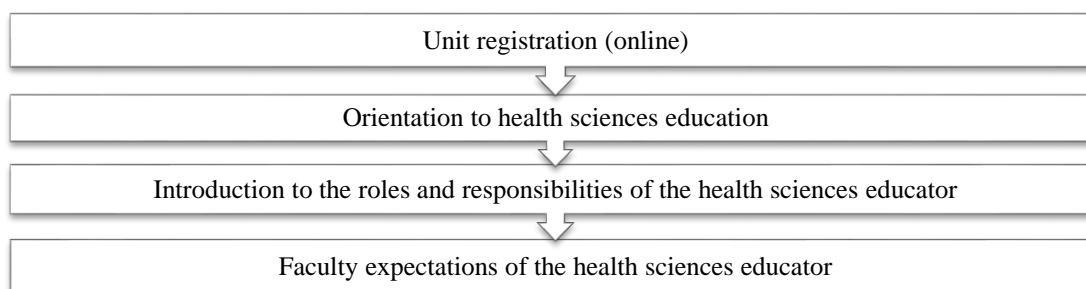 Unit registration (online)
Orientation to health sciences education
Introduction to the roles and responsibilities of the health sciences educator
Faculty expectations of the health sciences educator